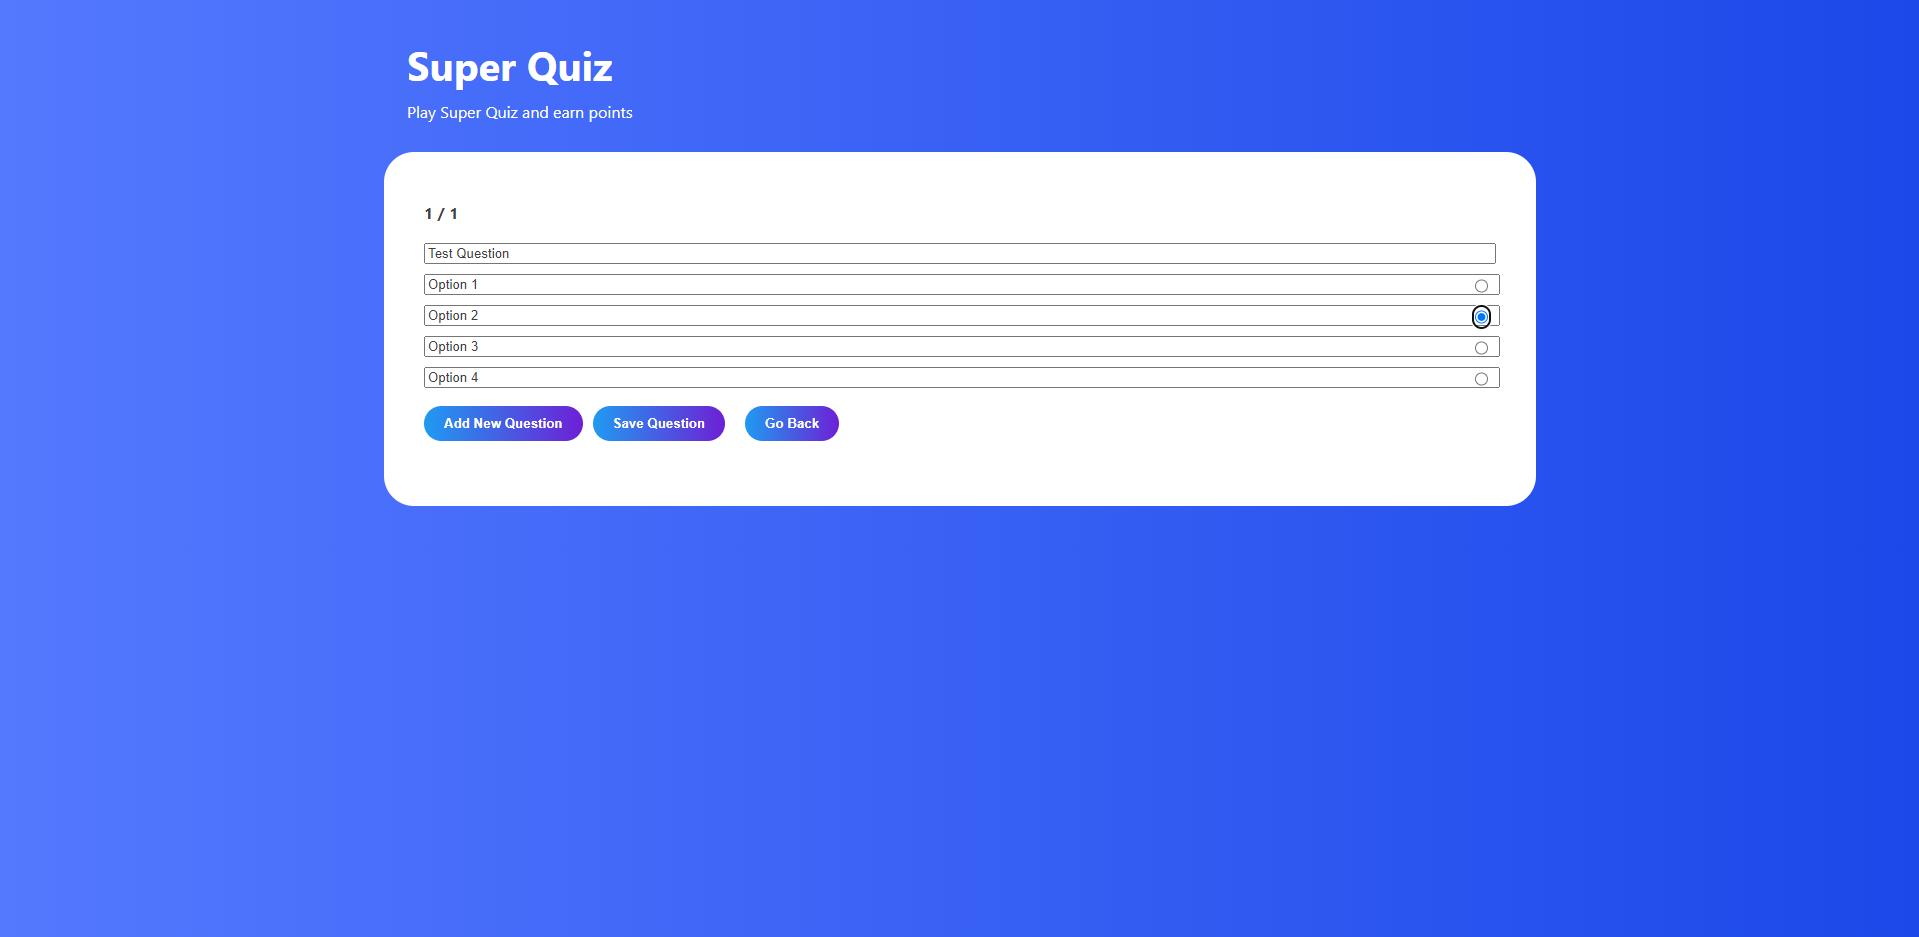 Super Quiz
Play Super Quiz and earn points
1 / 1
Test Question
Option 1
Option 2
Option 3
Option 4
Add New Question Save Question Go Back